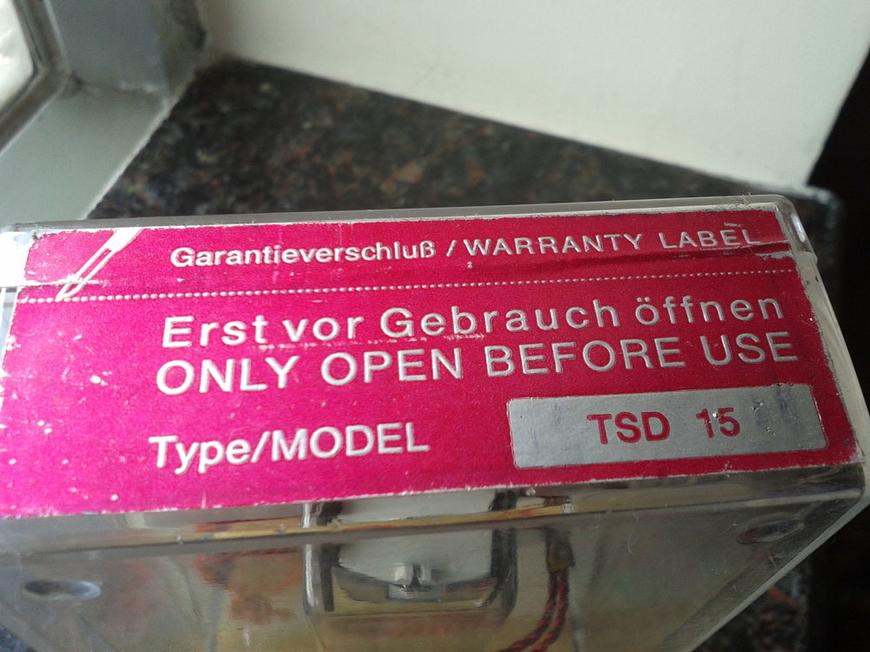 Garantieverschluß / WARRANTY LABEL
Erst vor Gebrauch öffnen
ONLY OPEN BEFORE USE
Type/MODEL TSD 15